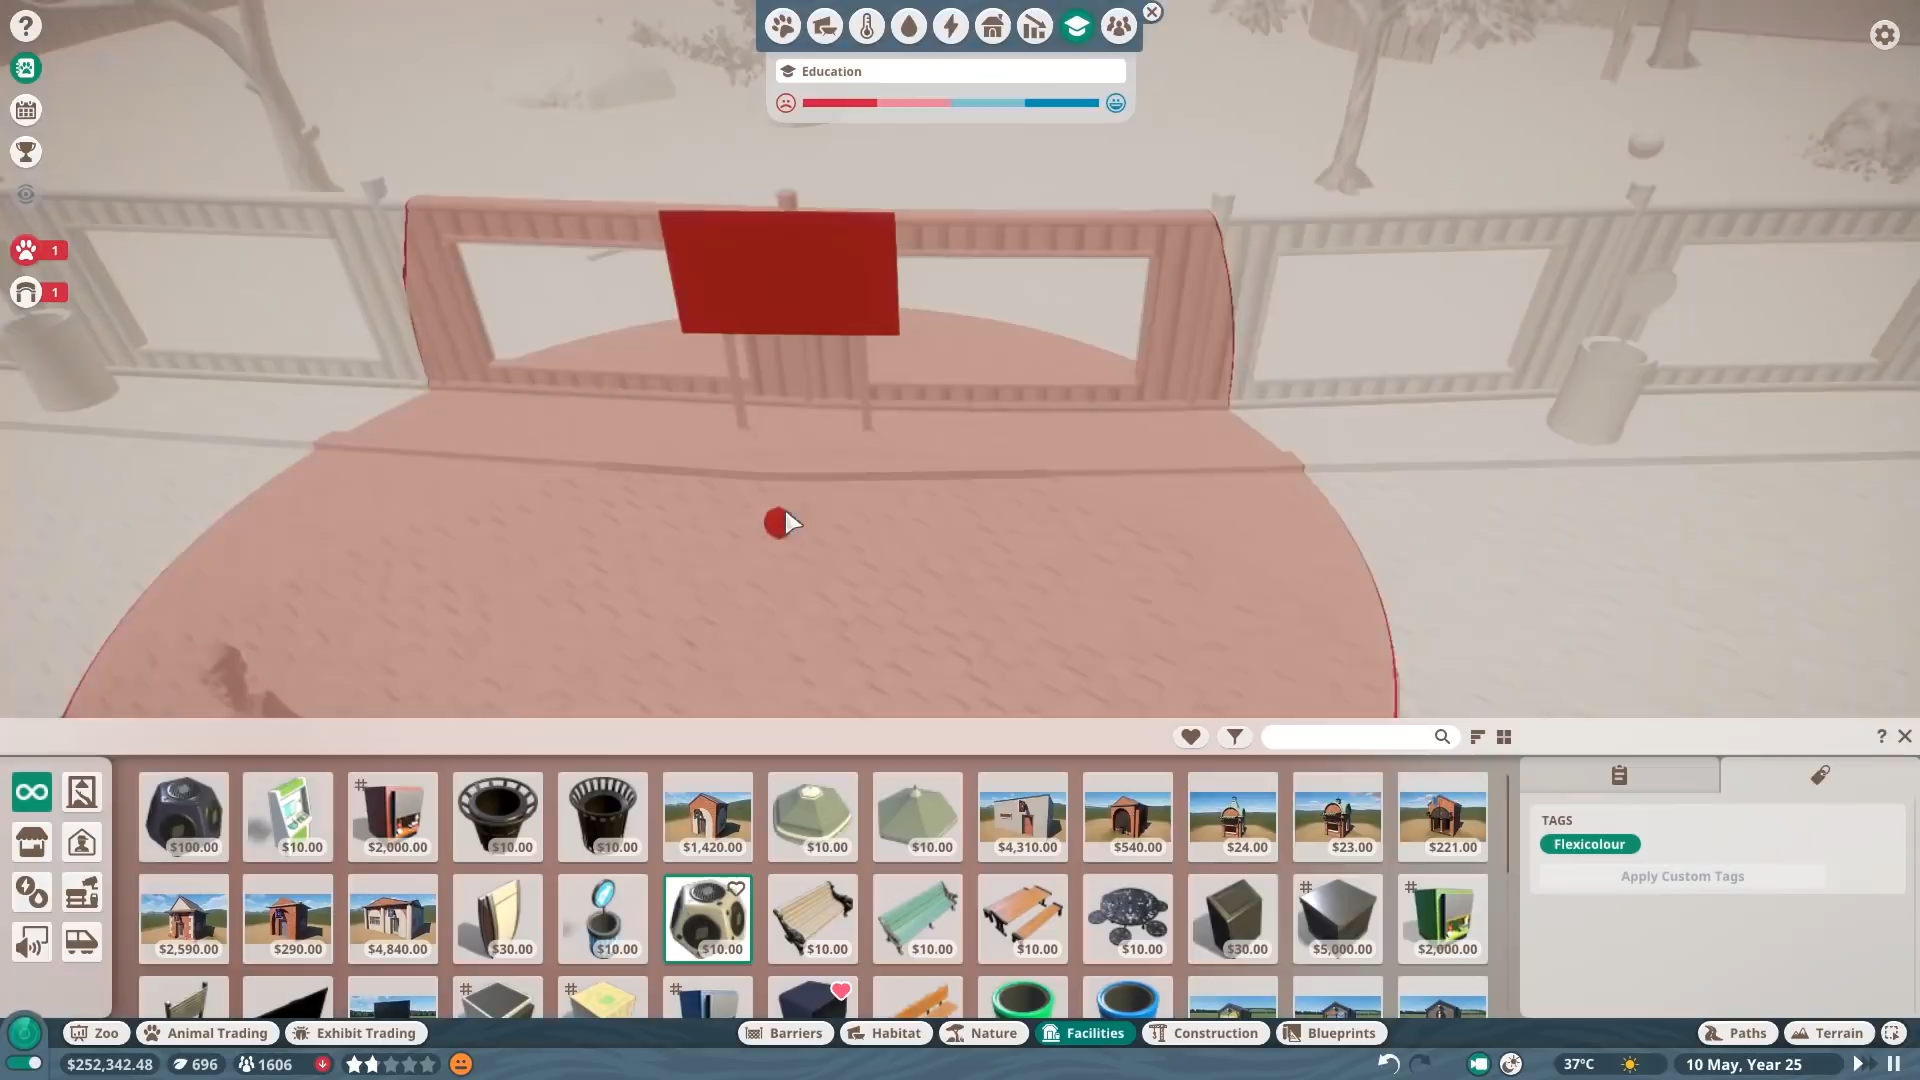 ?
Education
1
1
? ×
$100.00 $10.00 # $2,000.00 $10.00 $10.00 $1,420.00 $10.00 $10.00 $4,310.00 $540.00 $24.00 $23.00 $221.00
$2,590.00 $290.00 $4,840.00 $30.00 $10.00 $10.00 $10.00 $10.00 $10.00 $10.00 $30.00 # $5,000.00 # $2,000.00
# # #
TAGS
Flexicolour
Apply Custom Tags
Zoo Animal Trading Exhibit Trading Barriers Habitat Nature Facilities Construction Blueprints Paths Terrain
$252,342.48 696 1606 37°C 10 May, Year 25